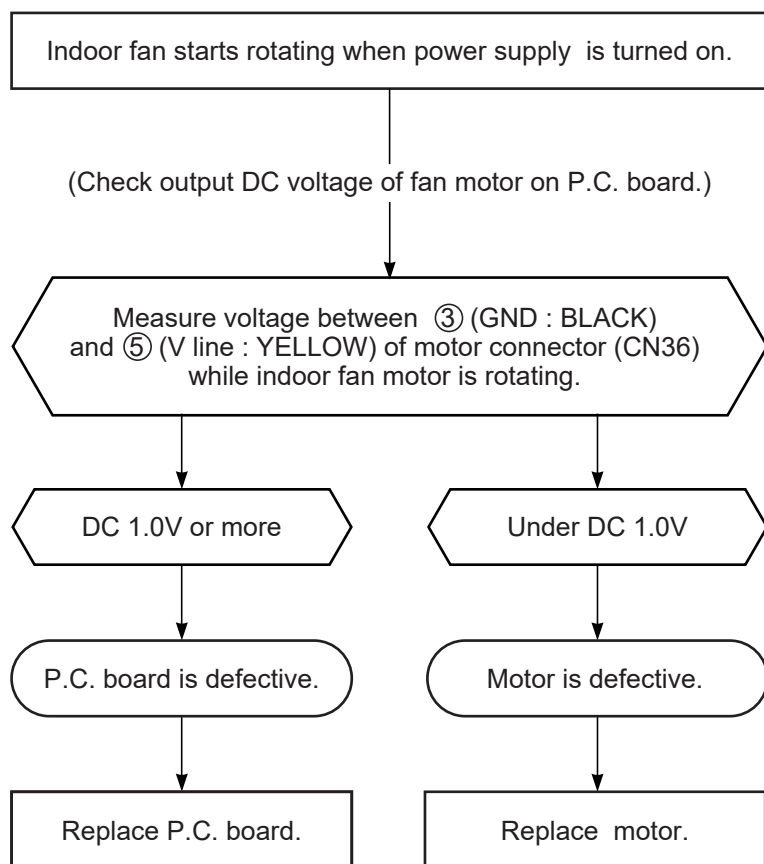 Indoor fan starts rotating when power supply is turned on.
(Check output DC voltage of fan motor on P.C. board.)
Measure voltage between ③ (GND : BLACK)
and ⑤ (V line : YELLOW) of motor connector (CN36)
while indoor fan motor is rotating.
DC 1.0V or more
Under DC 1.0V
P.C. board is defective.
Motor is defective.
Replace P.C. board.
Replace motor.